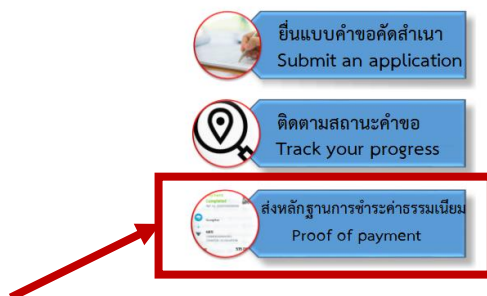 ยื่นแบบคำขอคัดสำเนา
Submit an application
ติดตามสถานะคำขอ
Track your progress
ส่งหลักฐานการชำระค่าธรรมเนียม
Proof of payment